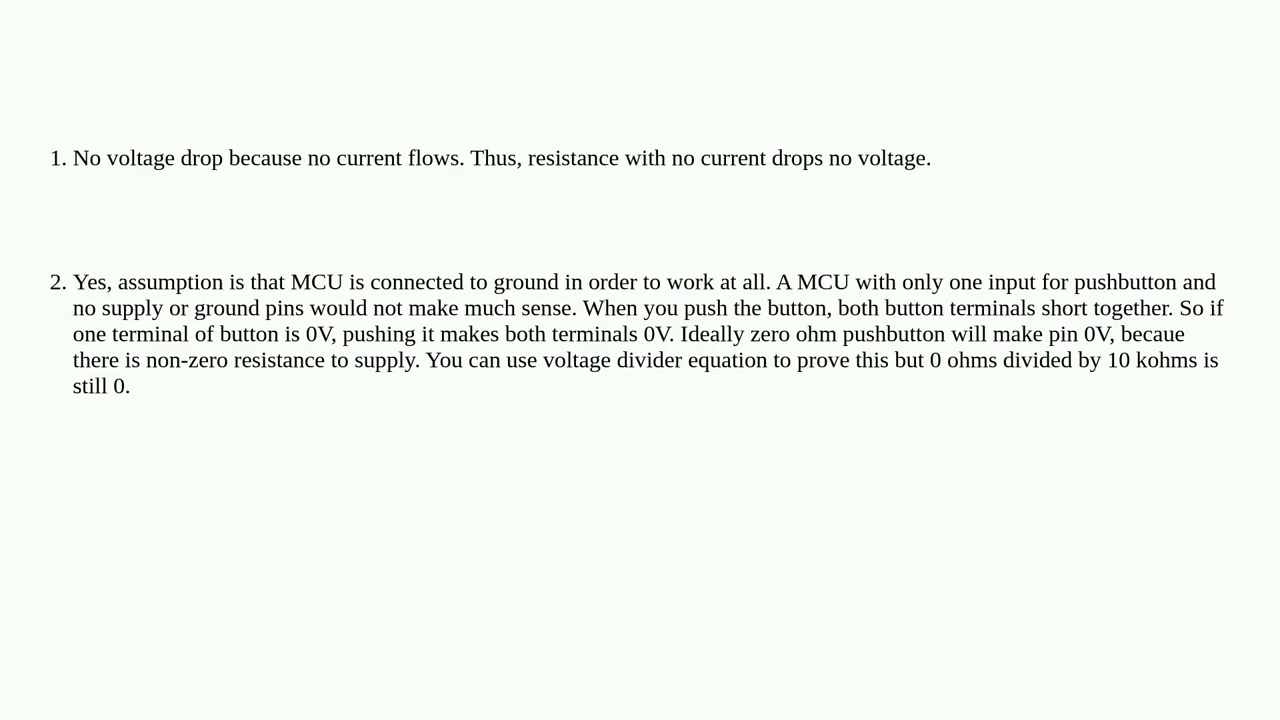 1. No voltage drop because no current flows. Thus, resistance with no current drops no voltage.
2. Yes, assumption is that MCU is connected to ground in order to work at all. A MCU with only one input for pushbutton and
no supply or ground pins would not make much sense. When you push the button, both button terminals short together. So if
one terminal of button is 0V, pushing it makes both terminals 0V. Ideally zero ohm pushbutton will make pin 0V, becaue
there is non-zero resistance to supply. You can use voltage divider equation to prove this but 0 ohms divided by 10 kohms is
still 0.